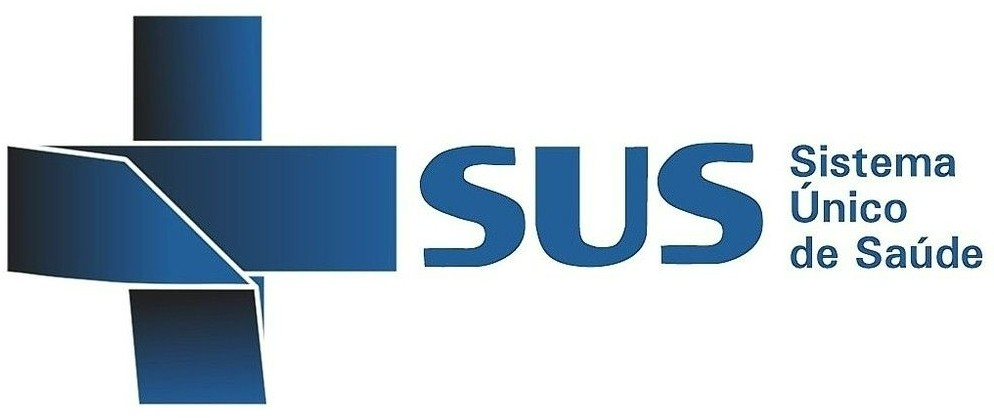 SUS
Sistema
Único
de Saúde